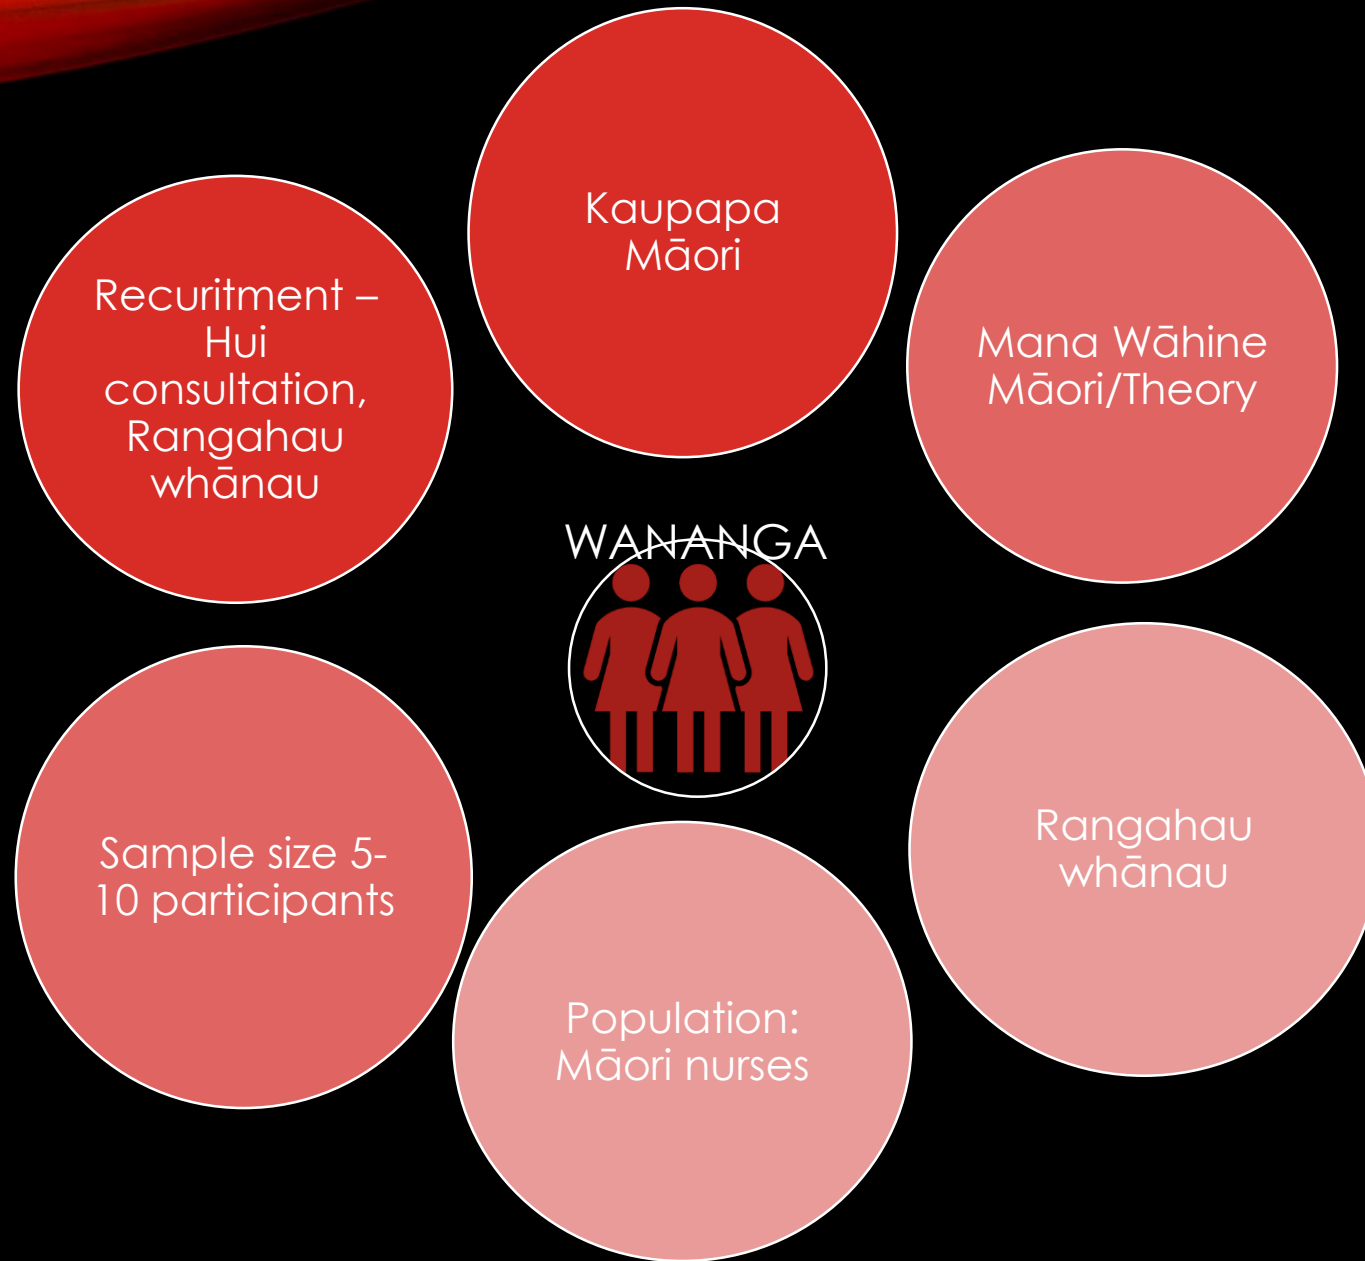 Kaupapa
Māori
Mana Wāhine
Māori/Theory
Rangahau
whānau
Population:
Māori nurses
Sample size 5-
10 participants
Recuritment –
Hui
consultation,
Rangahau
whānau
WANANGA